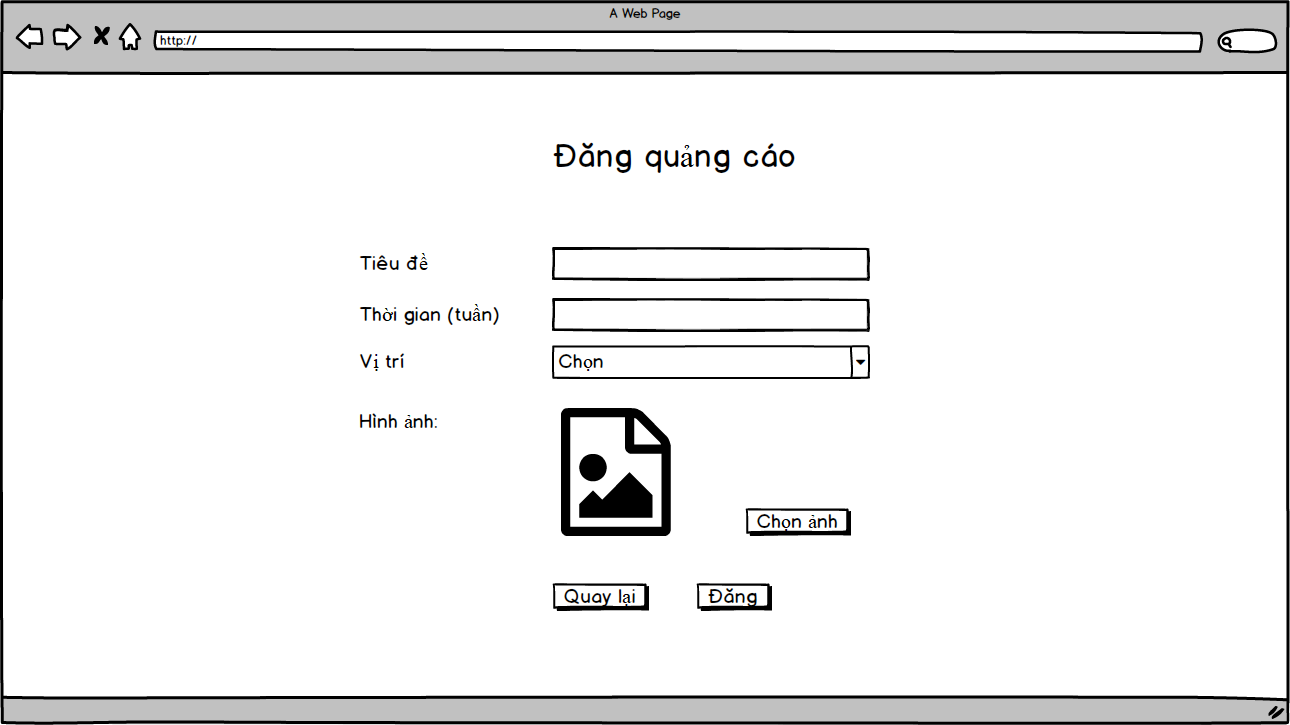 A Web Page
http://
Đăng quảng cáo
Tiêu đề
Thời gian (tuần)
Vị trí
Chọn
Hình ảnh:
Chọn ảnh
Quay lại
Đăng